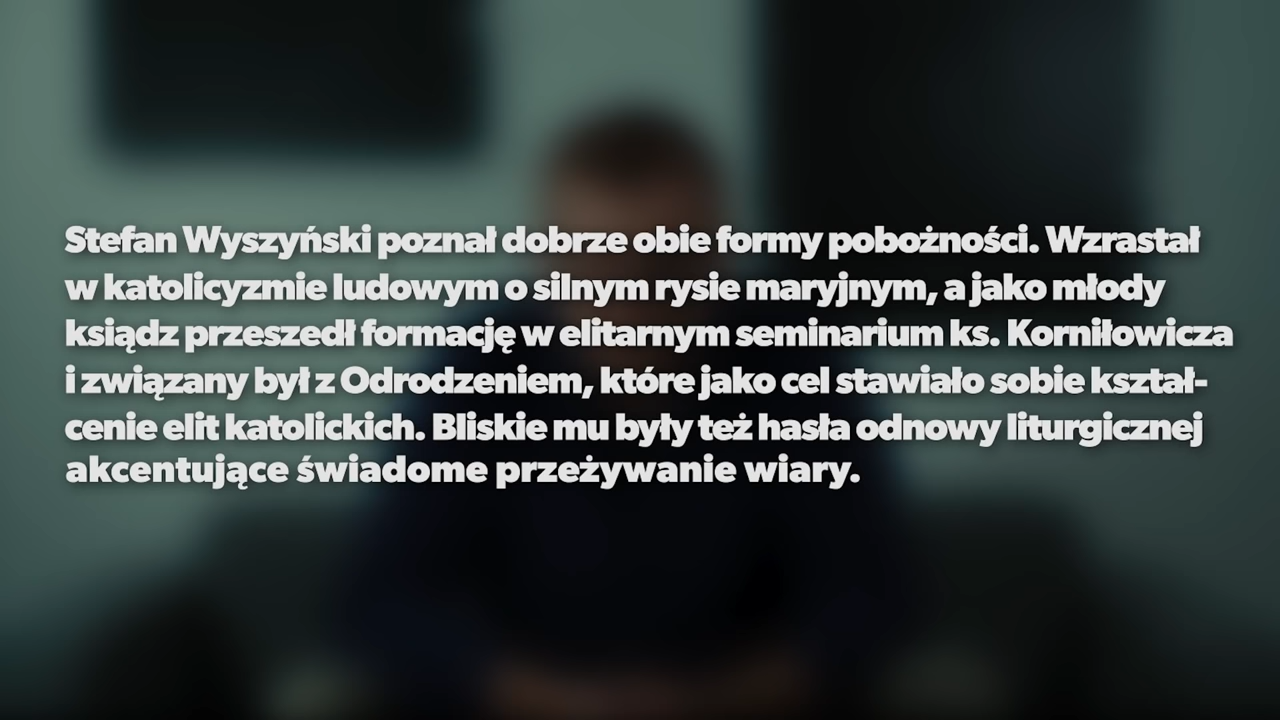 Stefan Wyszyński poznał dobrze obie formy pobożności. Wzrastał
w katolicyzmie ludowym o silnym rysie maryjnym, a jako młody
ksiądz przeszedł formację w elitarnym seminarium ks. Korniłowicza
i związany był z Odrodzeniem, które jako cel stawiało sobie kształ-
cenie elit katolickich. Bliskie mu były też hasła odnowy liturgicznej
akcentujące świadome przeżywanie wiary.